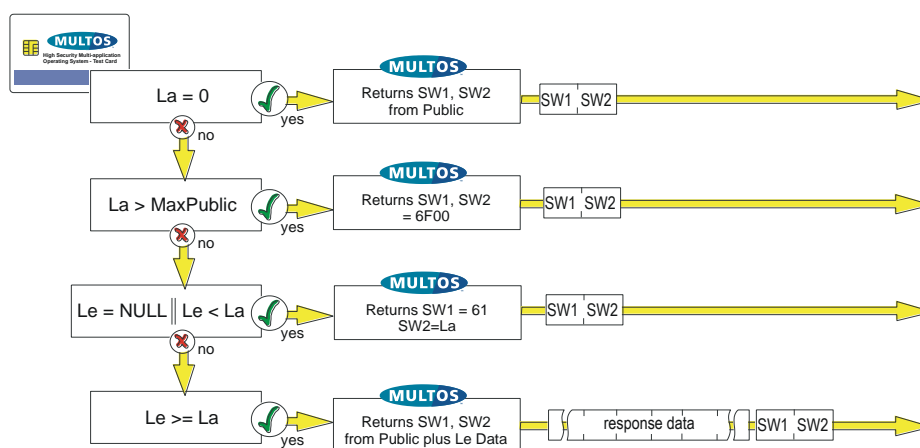 MULTOS
High Security Multi-application
Operating System - Test Card
La = 0
yes
no
MULTOS
Returns SW1, SW2
from Public
SW1 SW2
La > MaxPublic
yes
no
MULTOS
Returns SW1, SW2
= 6F00
SW1 SW2
Le = NULL || Le < La
yes
no
MULTOS
Returns SW1 = 61
SW2=La
SW1 SW2
Le >= La
yes
MULTOS
Returns SW1, SW2
from Public plus Le Data
response data
SW1 SW2